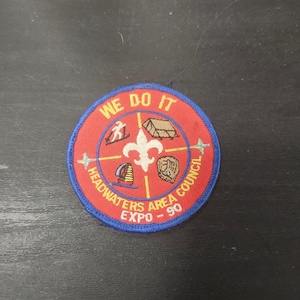 WE DO IT
HEADWATERS AREA COUNCIL
EXPO - 90